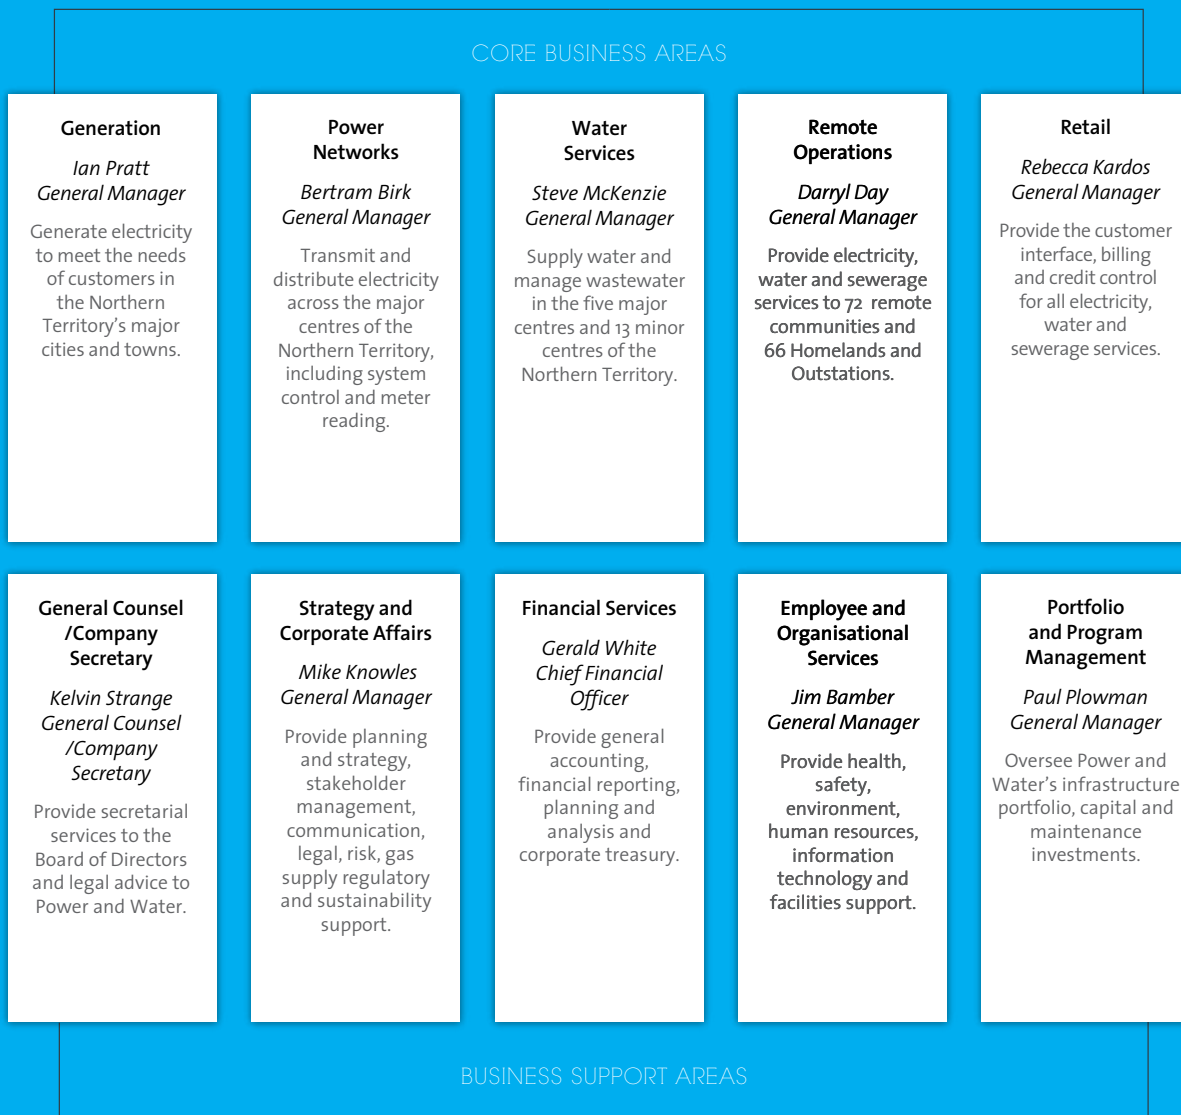 CORE BUSINESS AREAS
Generation
Ian Pratt
General Manager
Generate electricity
to meet the needs
of customers in
the Northern
Territory's major
cities and towns.
Power
Networks
Bertram Birk
General Manager
Transmit and
distribute electricity
across the major
centres of the
Northern Territory,
including system
control and meter
reading.
Water
Services
Steve McKenzie
General Manager
Supply water and
manage wastewater
in the five major
centres and 13 minor
centres of the
Northern Territory.
Remote
Operations
Darryl Day
General Manager
Provide electricity,
water and sewerage
services to 72 remote
communities and
66 Homelands and
Outstations.
Retail
Rebecca Kardos
General Manager
Provide the customer
interface, billing
and credit control
for all electricity,
water and
sewerage services.
General Counsel
/Company
Secretary
Kelvin Strange
General Counsel
/Company
Secretary
Provide secretarial
services to the
Board of Directors
and legal advice to
Power and Water.
Strategy and
Corporate Affairs
Mike Knowles
General Manager
Provide planning
and strategy,
stakeholder
management,
communication,
legal, risk, gas
supply regulatory
and sustainability
support.
Financial Services
Gerald White
Chief Financial
Officer
Provide general
accounting,
financial reporting,
planning and
analysis and
corporate treasury.
Employee and
Organisational
Services
Jim Bamber
General Manager
Provide health,
safety,
environment,
human resources,
information
technology and
facilities support.
Portfolio
and Program
Management
Paul Plowman
General Manager
Oversee Power and
Water's infrastructure
portfolio, capital and
maintenance
investments.
BUSINESS SUPPORT AREAS